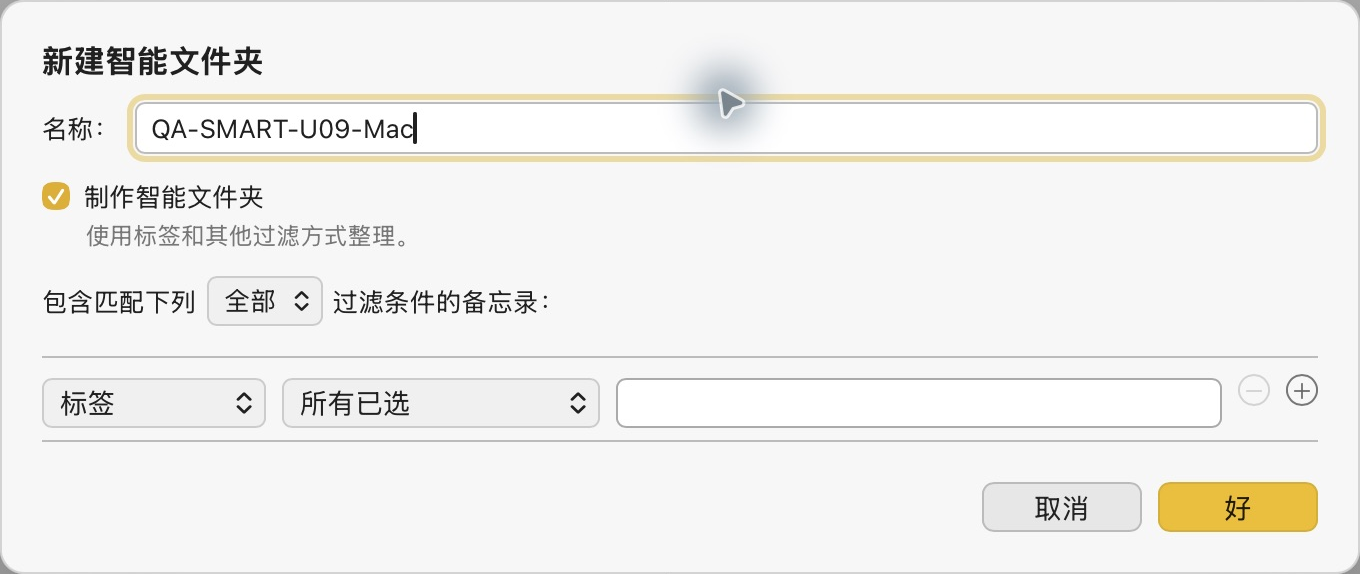 新建智能文件夹
名称： QA-SMART-U09-Mac
制作智能文件夹
使用标签和其他过滤方式整理。
包含匹配下列 全部 过滤条件的备忘录：
标签 所有已选
取消 好